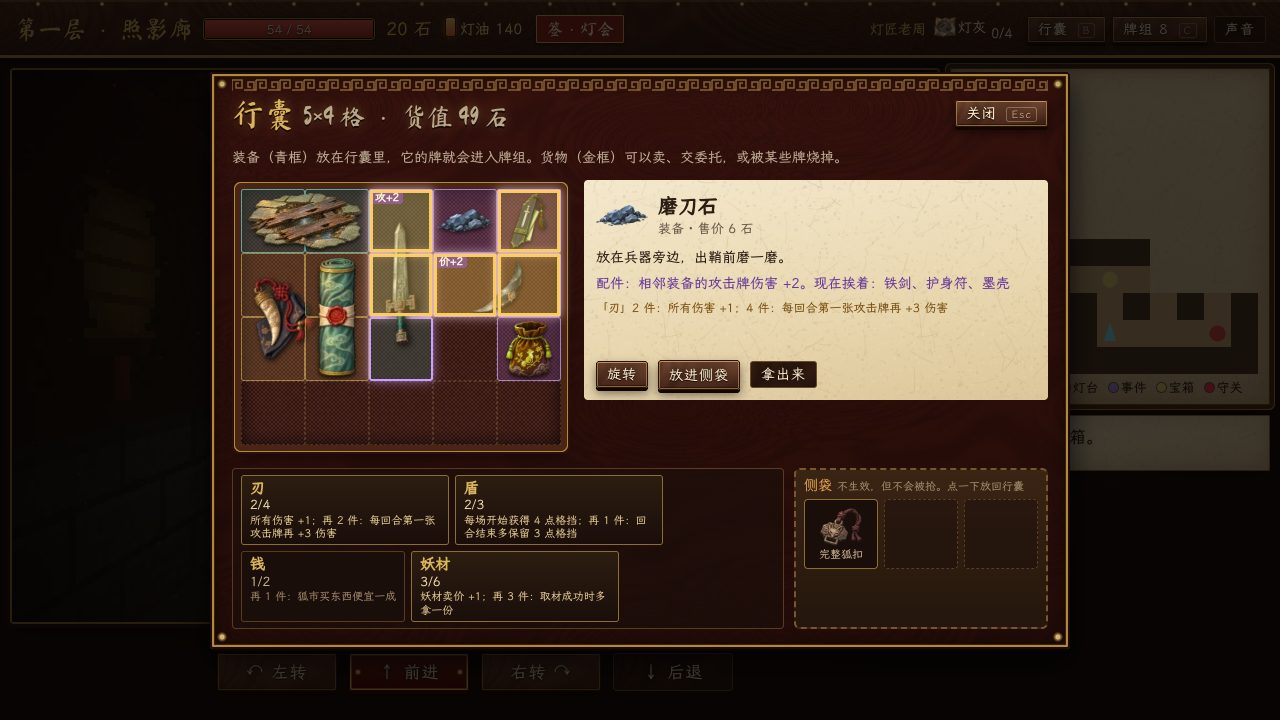 第一层 · 照影廊
54 / 54
20 石
灯油 140
签 · 灯会
灯匠老周
灯灰 0/4
行囊 B
牌组 8 C
声音
行囊 5×4 格 · 货值 49 石
关闭 Esc
装备（青框）放在行囊里，它的牌就会进入牌组。货物（金框）可以卖、交委托，或被某些牌烧掉。
攻+2
价+2
磨刀石
装备·售价 6 石
放在兵器旁边，出鞘前磨一磨。
配件：相邻装备的攻击牌伤害 +2。现在挨着：铁剑、护身符、墨壳
「刃」2 件：所有伤害 +1；4 件：每回合第一张攻击牌再 +3 伤害
旋转
放进侧袋
拿出来
灯台 事件 宝箱 守关
箱。
刃
2/4
所有伤害 +1；再 2 件：每回合第一张
攻击牌再 +3 伤害
盾
2/3
每场开始获得 4 点格挡；再 1 件：回
合结束多保留 3 点格挡
钱
1/2
再 1 件：狐市买东西便宜一成
妖材
3/6
妖材卖价 +1；再 3 件：取材成功时多
拿一份
侧袋 不生效，但不会被抢。点一下放回行囊
完整狐扣
左转
前进
右转
后退